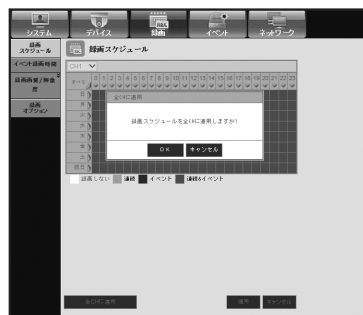 システム デバイス 録画 イベント ネットワーク
録画
スケジュール
イベント録画時間
録画画質/解像
度
録画
オプション
録画スケジュール
CH1
すべて 0 1 2 3 4 5 6 7 8 9 10 11 12 13 14 15 16 17 18 19 20 21 22 23
日
月
火
水
木
金
土
祝日
全CHに適用
録画スケジュールを全CHに適用しますか?
OK キャンセル
録画しない 連続 イベント 連続&イベント
全CHに適用 適用 キャンセル